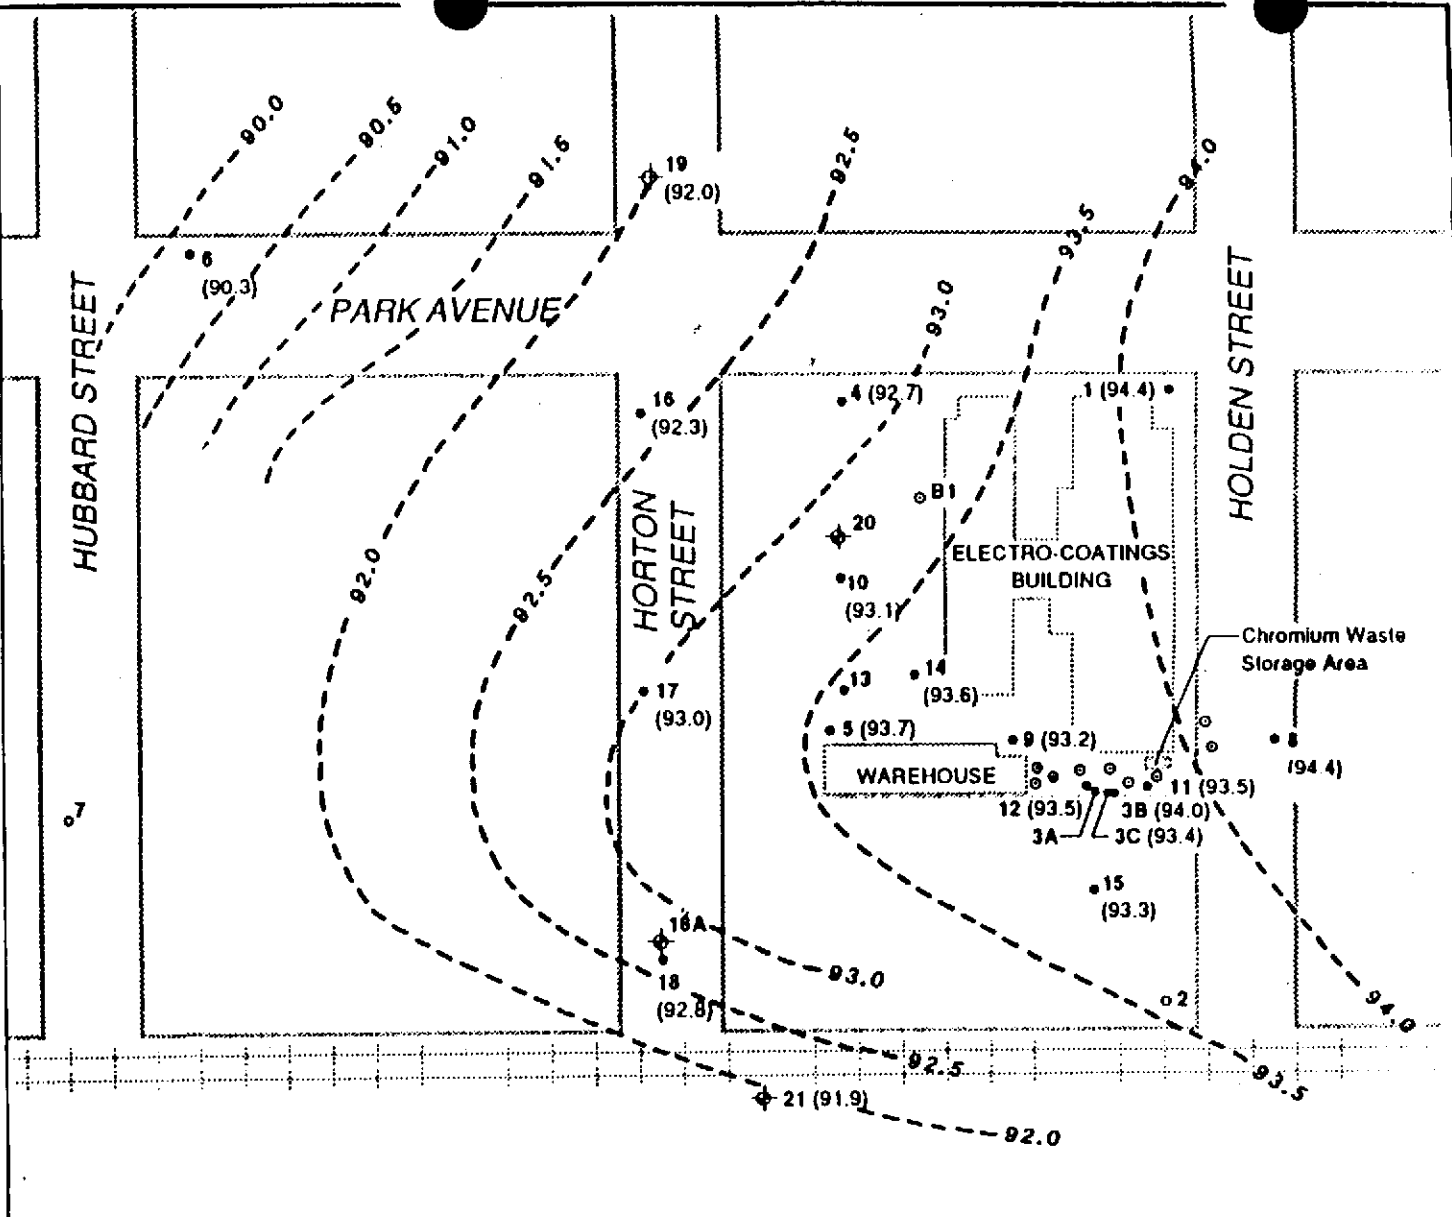 90.0
90.5
91.0
91.5
19
(92.0)
92.5
94.0
93.5
6
(90.3)
PARK AVENUE
93.0
HUBBARD STREET
HOLDEN STREET
16
(92.3)
4 (92.7)
1 (94.4)
B1
20
HORTON
STREET
ELECTRO-COATINGS
BUILDING
92.0
92.5
10
(93.1)
Chromium Waste
Storage Area
13
14
(93.6)
17
(93.0)
5 (93.7)
9 (93.2)
8
(94.4)
WAREHOUSE
11 (93.5)
12 (93.5)
3B (94.0)
3A
3C (93.4)
7
15
(93.3)
16A
18
(92.8)
93.0
2
94.0
92.5
93.5
21 (91.9)
92.0